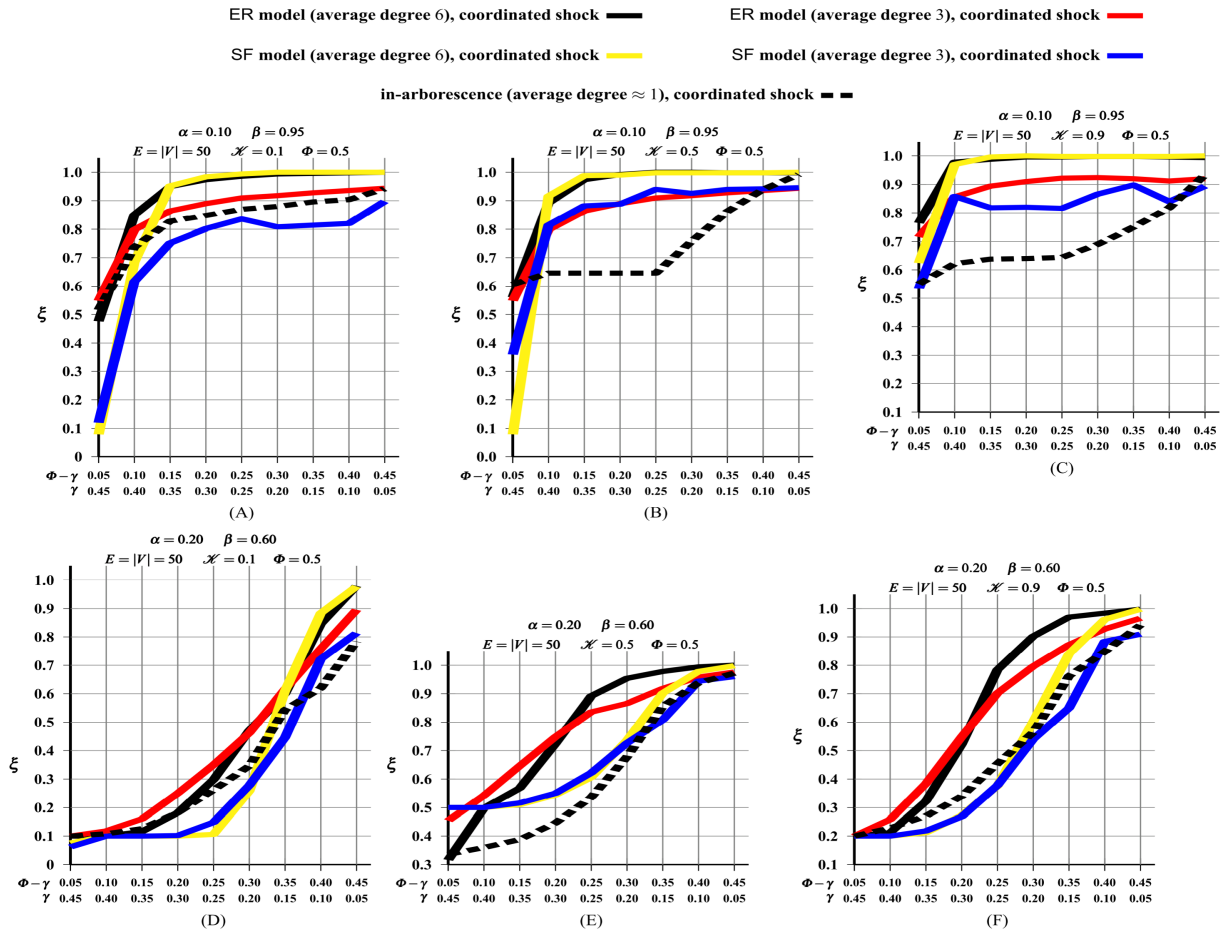 ER model (average degree 6), coordinated shock
ER model (average degree 3), coordinated shock
SF model (average degree 6), coordinated shock
SF model (average degree 3), coordinated shock
in-arborescence (average degree ≈ 1), coordinated shock
α = 0.10 β = 0.95
E = |V| = 50 𝒦 = 0.1 Φ = 0.5
1.0
0.9
0.8
0.7
0.6
0.5
0.4
0.3
0.2
0.1
0
ξ
Φ − γ 0.05 0.10 0.15 0.20 0.25 0.30 0.35 0.40 0.45
γ 0.45 0.40 0.35 0.30 0.25 0.20 0.15 0.10 0.05
(A)
α = 0.10 β = 0.95
E = |V| = 50 𝒦 = 0.5 Φ = 0.5
1.0
0.9
0.8
0.7
0.6
0.5
0.4
0.3
0.2
0.1
0.0
ξ
Φ − γ 0.05 0.10 0.15 0.20 0.25 0.30 0.35 0.40 0.45
γ 0.45 0.40 0.35 0.30 0.25 0.20 0.15 0.10 0.05
(B)
α = 0.10 β = 0.95
E = |V| = 50 𝒦 = 0.9 Φ = 0.5
1.0
0.9
0.8
0.7
0.6
0.5
0.4
0.3
0.2
0.1
ξ
Φ − γ 0.05 0.10 0.15 0.20 0.25 0.30 0.35 0.40 0.45
γ 0.45 0.40 0.35 0.30 0.25 0.20 0.15 0.10 0.05
(C)
α = 0.20 β = 0.60
E = |V| = 50 𝒦 = 0.1 Φ = 0.5
1.0
0.9
0.8
0.7
0.6
0.5
0.4
0.3
0.2
0.1
0
ξ
Φ − γ 0.05 0.10 0.15 0.20 0.25 0.30 0.35 0.40 0.45
γ 0.45 0.40 0.35 0.30 0.25 0.20 0.15 0.10 0.05
(D)
α = 0.20 β = 0.60
E = |V| = 50 𝒦 = 0.5 Φ = 0.5
1.0
0.9
0.8
0.7
0.6
0.5
0.4
0.3
ξ
Φ − γ 0.05 0.10 0.15 0.20 0.25 0.30 0.35 0.40 0.45
γ 0.45 0.40 0.35 0.30 0.25 0.20 0.15 0.10 0.05
(E)
α = 0.20 β = 0.60
E = |V| = 50 𝒦 = 0.9 Φ = 0.5
1.0
0.9
0.8
0.7
0.6
0.5
0.4
0.3
0.2
0.1
ξ
Φ − γ 0.05 0.10 0.15 0.20 0.25 0.30 0.35 0.40 0.45
γ 0.45 0.40 0.35 0.30 0.25 0.20 0.15 0.10 0.05
(F)